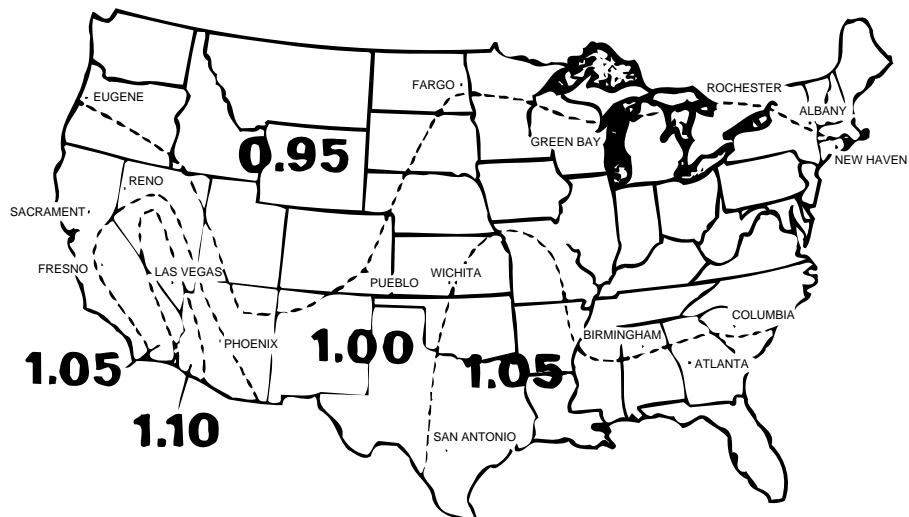 ROCHESTER
FARGO
EUGENE
ALBANY
GREEN BAY
0.95
NEW HAVEN
RENO
SACRAMENT
FRESNO
LAS VEGAS
PUEBLO
WICHITA
COLUMBIA
BIRMINGHAM
PHOENIX
1.00
ATLANTA
1.05
1.05
1.10
SAN ANTONIO